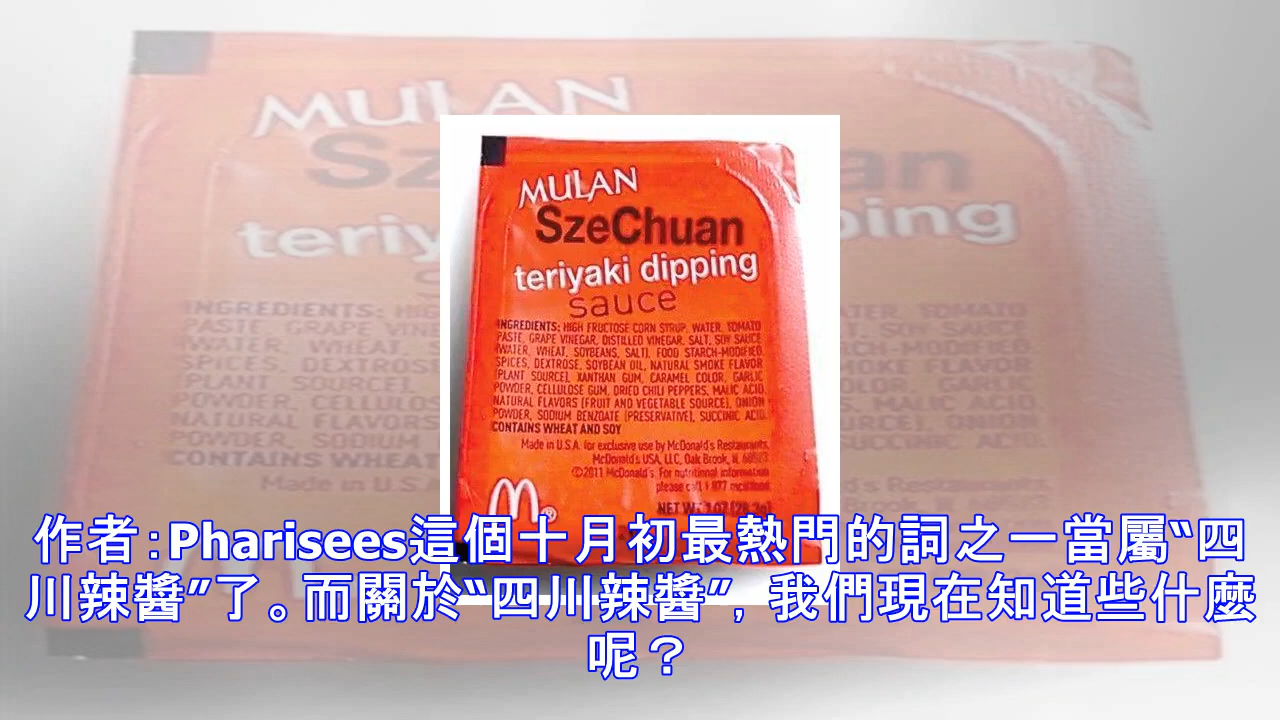 MULAN
SzeChuan
teriyaki dipping
sauce
INGREDIENTS: HIGH FRUCTOSE CORN SYRUP, WATER, TOMATO
PASTE, GRAPE VINEGAR, DISTILLED VINEGAR, SALT, SOY SAUCE
(WATER, WHEAT, SOYBEANS, SALT), FOOD STARCH-MODIFIED,
SPICES, DEXTROSE, SOYBEAN OIL, NATURAL SMOKE FLAVOR
(PLANT SOURCE), XANTHAN GUM, CARAMEL COLOR, GARLIC
POWDER, CELLULOSE GUM, DRIED CHILI PEPPERS, MALIC ACID,
NATURAL FLAVORS (FRUIT AND VEGETABLE SOURCE), ONION
POWDER, SODIUM BENZOATE (PRESERVATIVE), SUCCINIC ACID.
CONTAINS WHEAT AND SOY
Made in U.S.A. for exclusive use by McDonald's Restaurants
McDonald's USA, LLC, Oak Brook, IL 60523
©2011 McDonald's. For nutritional information
please call 1 877
NET W
作者：Pharisees這個十月初最熱門的詞之一當屬“四
川辣醬”了。而關於“四川辣醬”，我們現在知道些什麼
呢？